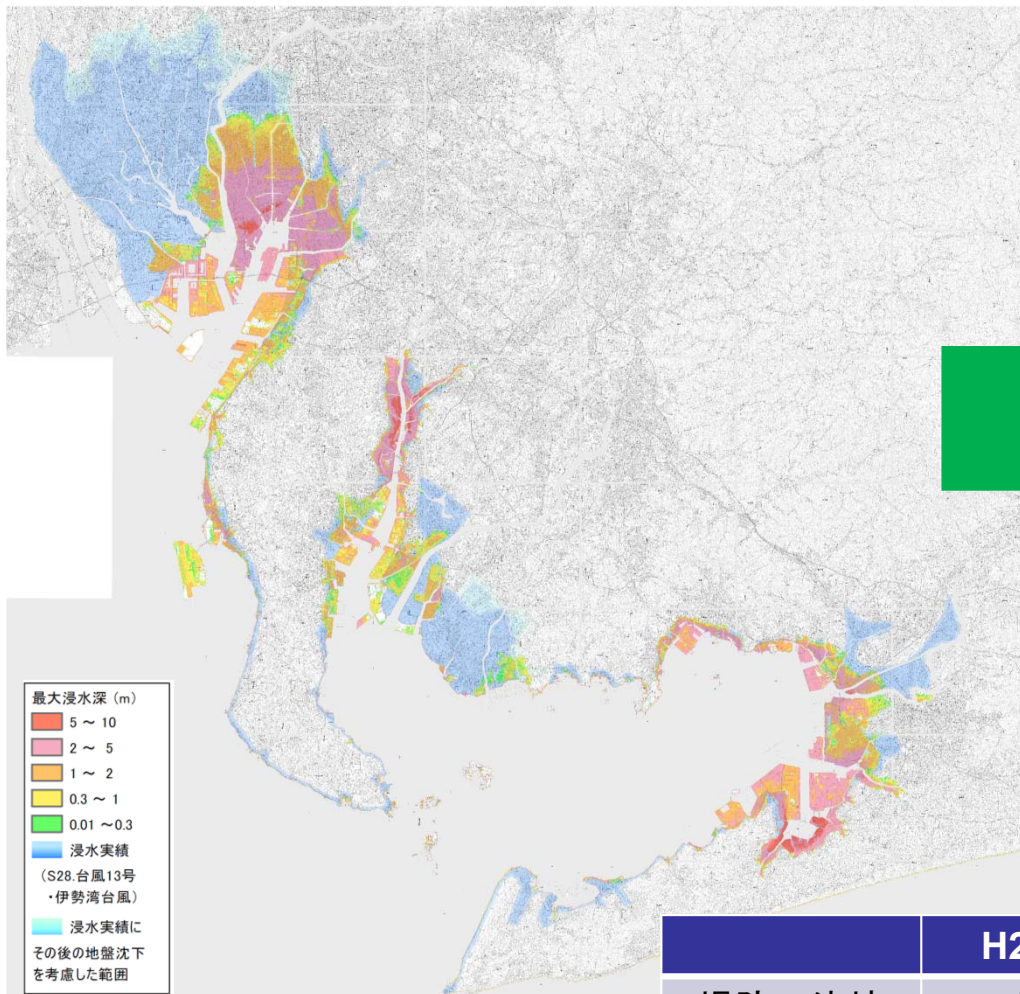 最大浸水深 (m)
5 ～ 10
2 ～ 5
1 ～ 2
0.3 ～ 1
0.01 ～0.3
浸水実績
（S28.台風13号
・伊勢湾台風）
浸水実績に
その後の地盤沈下
を考慮した範囲
H2